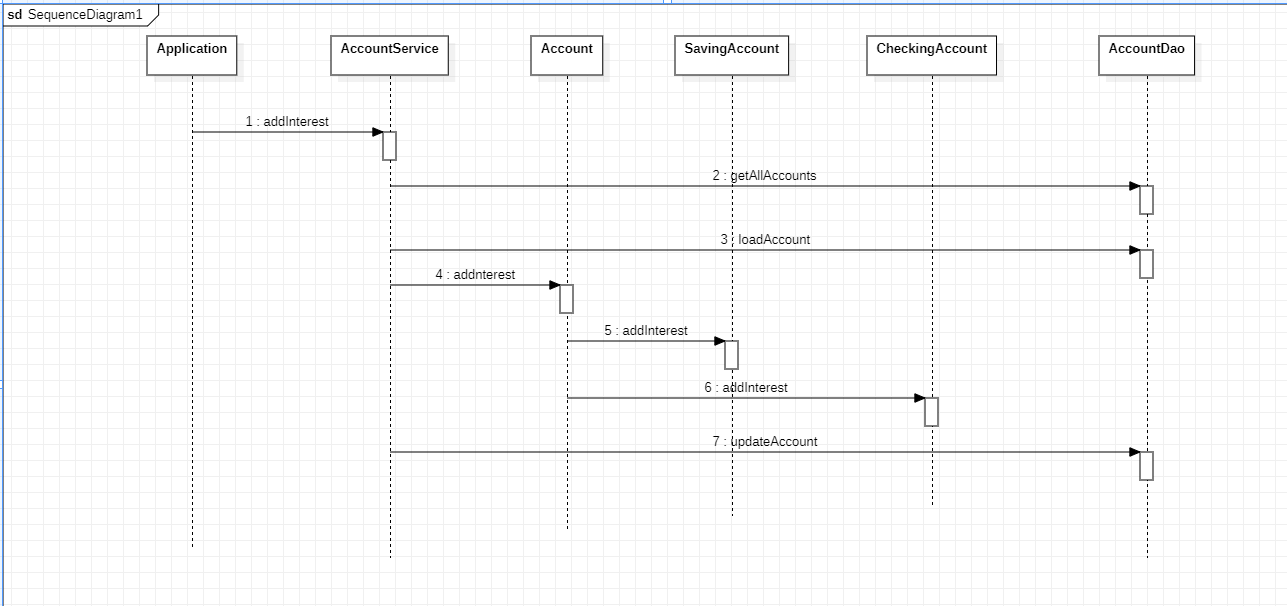 sd SequenceDiagram1
Application
AccountService
Account
SavingAccount
CheckingAccount
AccountDao
1 : addInterest
2 : getAllAccounts
3 : loadAccount
4 : addnterest
5 : addInterest
6 : addInterest
7 : updateAccount